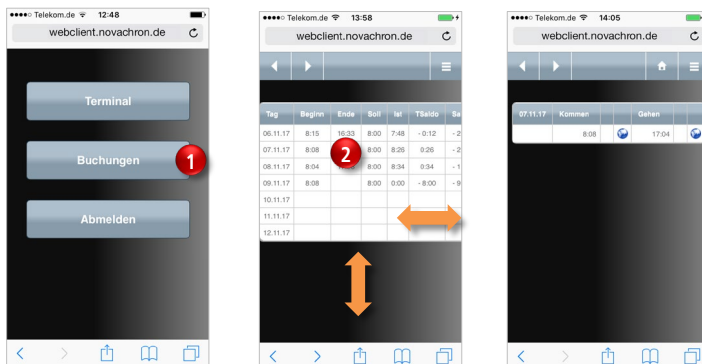 Telekom.de 12:48
webclient.novachron.de
Terminal
Buchungen
1
Abmelden
Telekom.de 13:58
webclient.novachron.de
Tag Beginn Ende Soll Ist TSaldo Sa
06.11.17 8:15 16:33 8:00 7:48 - 0:12 - 2
07.11.17 8:08 8:00 8:26 0:26 - 2
2
08.11.17 8:04 8:00 8:34 0:34 - 1
09.11.17 8:08 8:00 0:00 - 8:00 - 9
10.11.17
11.11.17
12.11.17
Telekom.de 14:05
webclient.novachron.de
07.11.17 Kommen Gehen
8:08 17:04